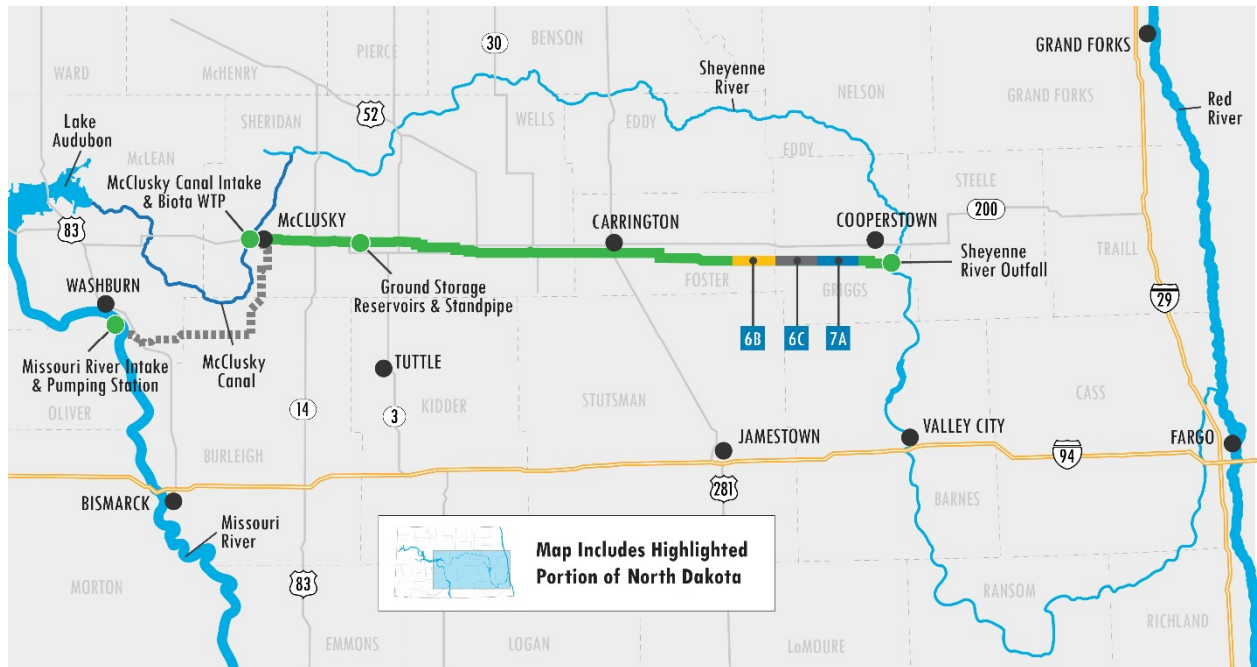 GRAND FORKS
30
BENSON
PIERCE
WARD
McHENRY
Sheyenne
River
NELSON
GRAND FORKS
Red
River
52
SHERIDAN
WELLS
EDDY
Lake
Audubon
McLEAN
EDDY
McClusky Canal Intake
& Biota WTP
STEELE
200
83
McCLUSKY
CARRINGTON
COOPERSTOWN
TRAILL
Sheyenne
River Outfall
WASHBURN
Ground Storage
Reservoirs & Standpipe
FOSTER
GRIGGS
29
6B
6C
7A
Missouri River Intake
& Pumping Station
McClusky
Canal
TUTTLE
OLIVER
KIDDER
STUTSMAN
CASS
14
3
JAMESTOWN
VALLEY CITY
FARGO
BURLEIGH
94
281
BISMARCK
BARNES
Missouri
River
Map Includes Highlighted
Portion of North Dakota
83
MORTON
RANSOM
RICHLAND
EMMONS
LOGAN
LaMOURE